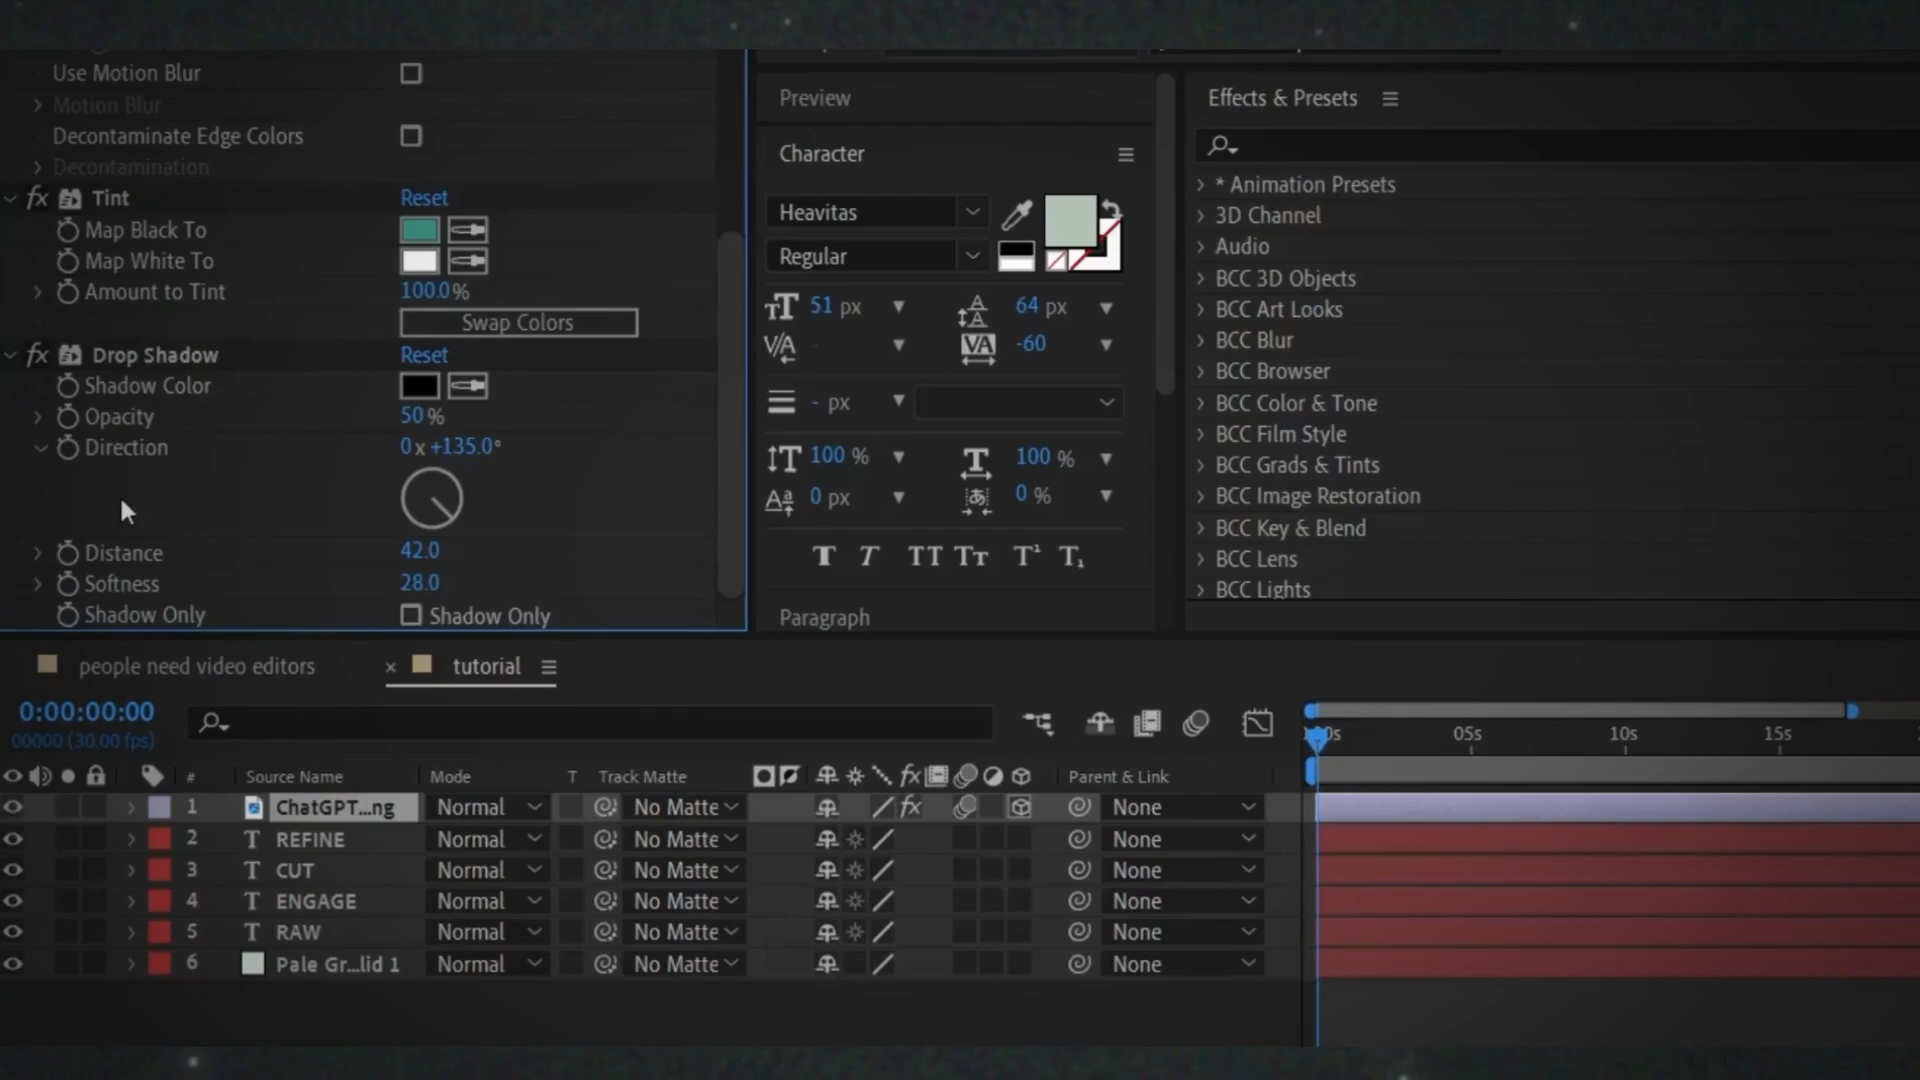 Use Motion Blur
Motion Blur
Decontaminate Edge Colors
Decontamination
fx Tint Reset
Map Black To
Map White To
Amount to Tint 100.0%
Swap Colors
fx Drop Shadow Reset
Shadow Color
Opacity 50%
Direction 0x+135.0°
Distance 42.0
Softness 28.0
Shadow Only Shadow Only
Preview
Character
Heavitas
Regular
51 px 64 px
- -60
- px
100 % 100 %
0 px 0 %
T T TT Tt T¹ T₁
Paragraph
Effects & Presets
* Animation Presets
3D Channel
Audio
BCC 3D Objects
BCC Art Looks
BCC Blur
BCC Browser
BCC Color & Tone
BCC Film Style
BCC Grads & Tints
BCC Image Restoration
BCC Key & Blend
BCC Lens
BCC Lights
people need video editors × tutorial
0:00:00:00
00000 (30.00 fps)
05s 10s 15s
# Source Name Mode T Track Matte fx Parent & Link
1 ChatGPT...ng Normal No Matte fx None
2 T REFINE Normal No Matte None
3 T CUT Normal No Matte None
4 T ENGAGE Normal No Matte None
5 T RAW Normal No Matte None
6 Pale Gr...lid 1 Normal No Matte None